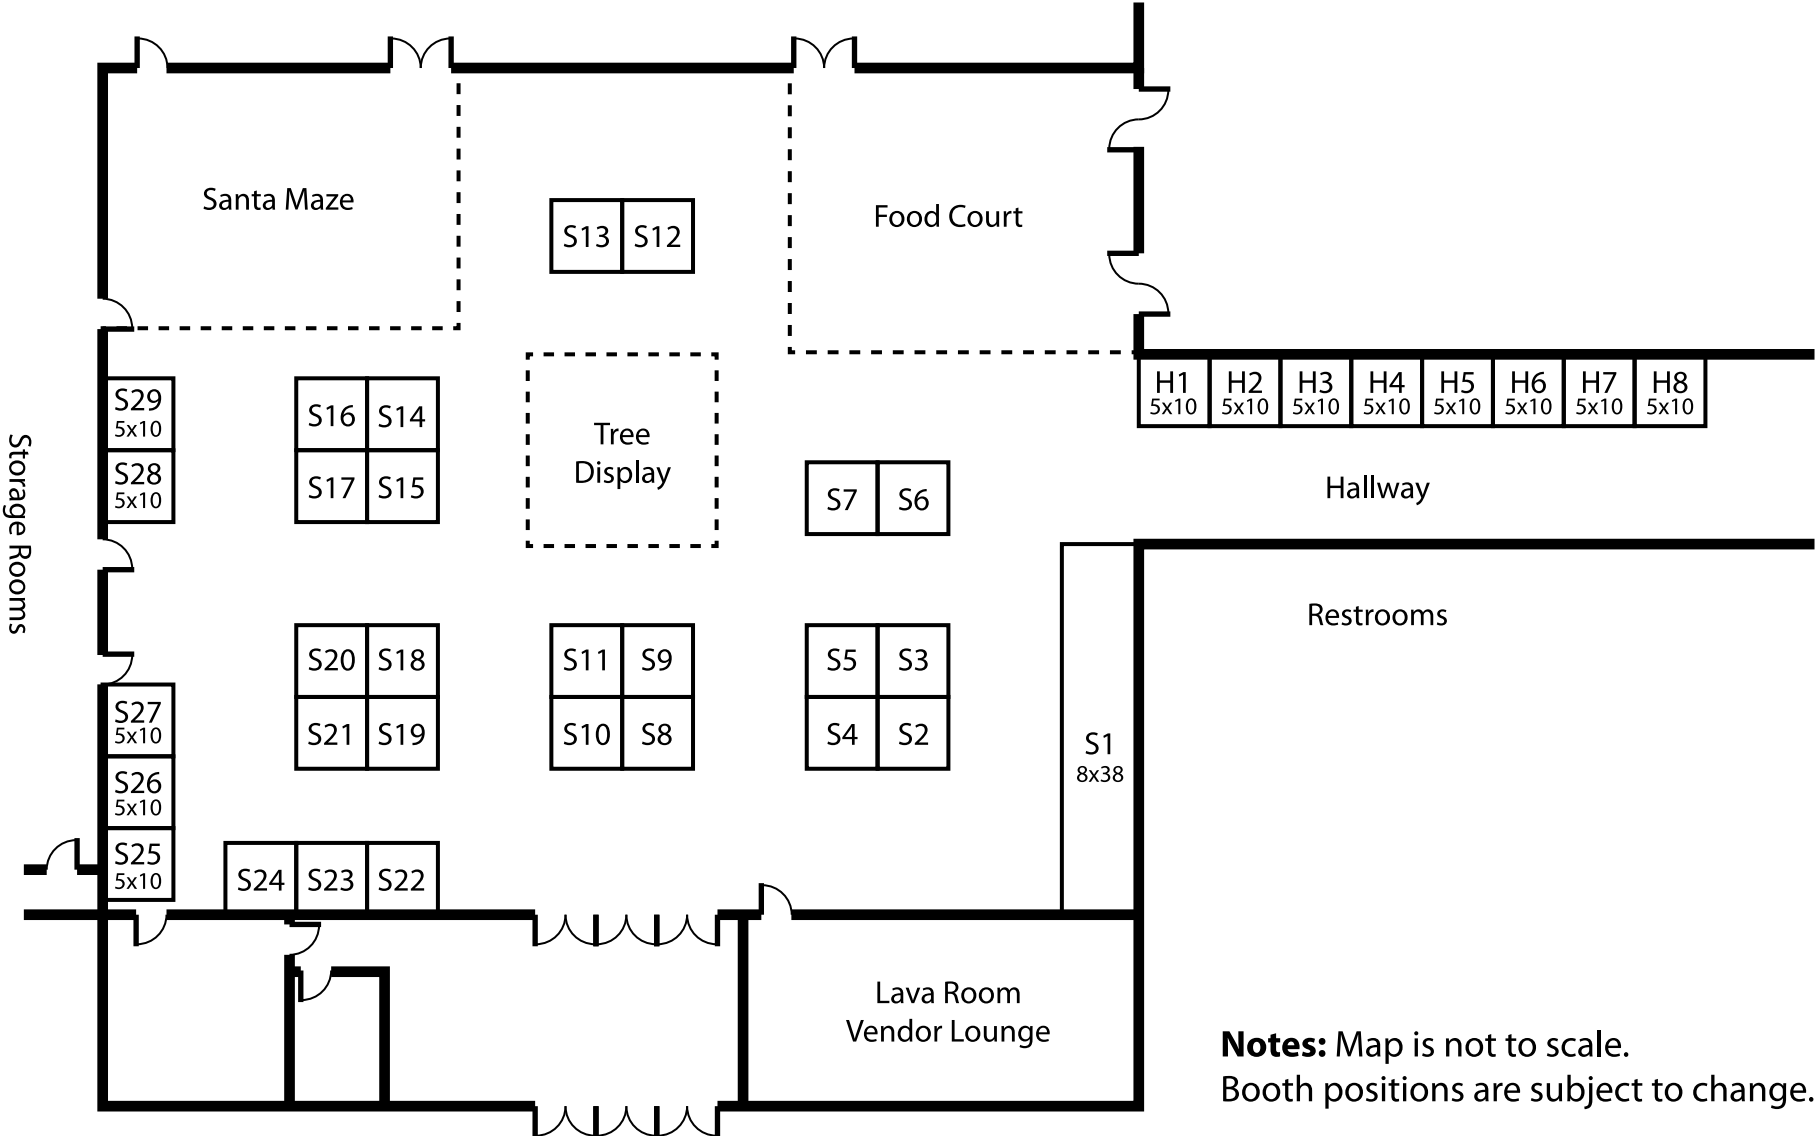 Santa Maze
Food Court
S13
S12
S29
5x10
S28
5x10
S16
S14
S17
S15
Tree
Display
S7
S6
H1
5x10
H2
5x10
H3
5x10
H4
5x10
H5
5x10
H6
5x10
H7
5x10
H8
5x10
Hallway
Storage Rooms
Restrooms
S20
S18
S21
S19
S11
S9
S10
S8
S5
S3
S4
S2
S1
8x38
S27
5x10
S26
5x10
S25
5x10
S24
S23
S22
Lava Room
Vendor Lounge
Notes: Map is not to scale.
Booth positions are subject to change.